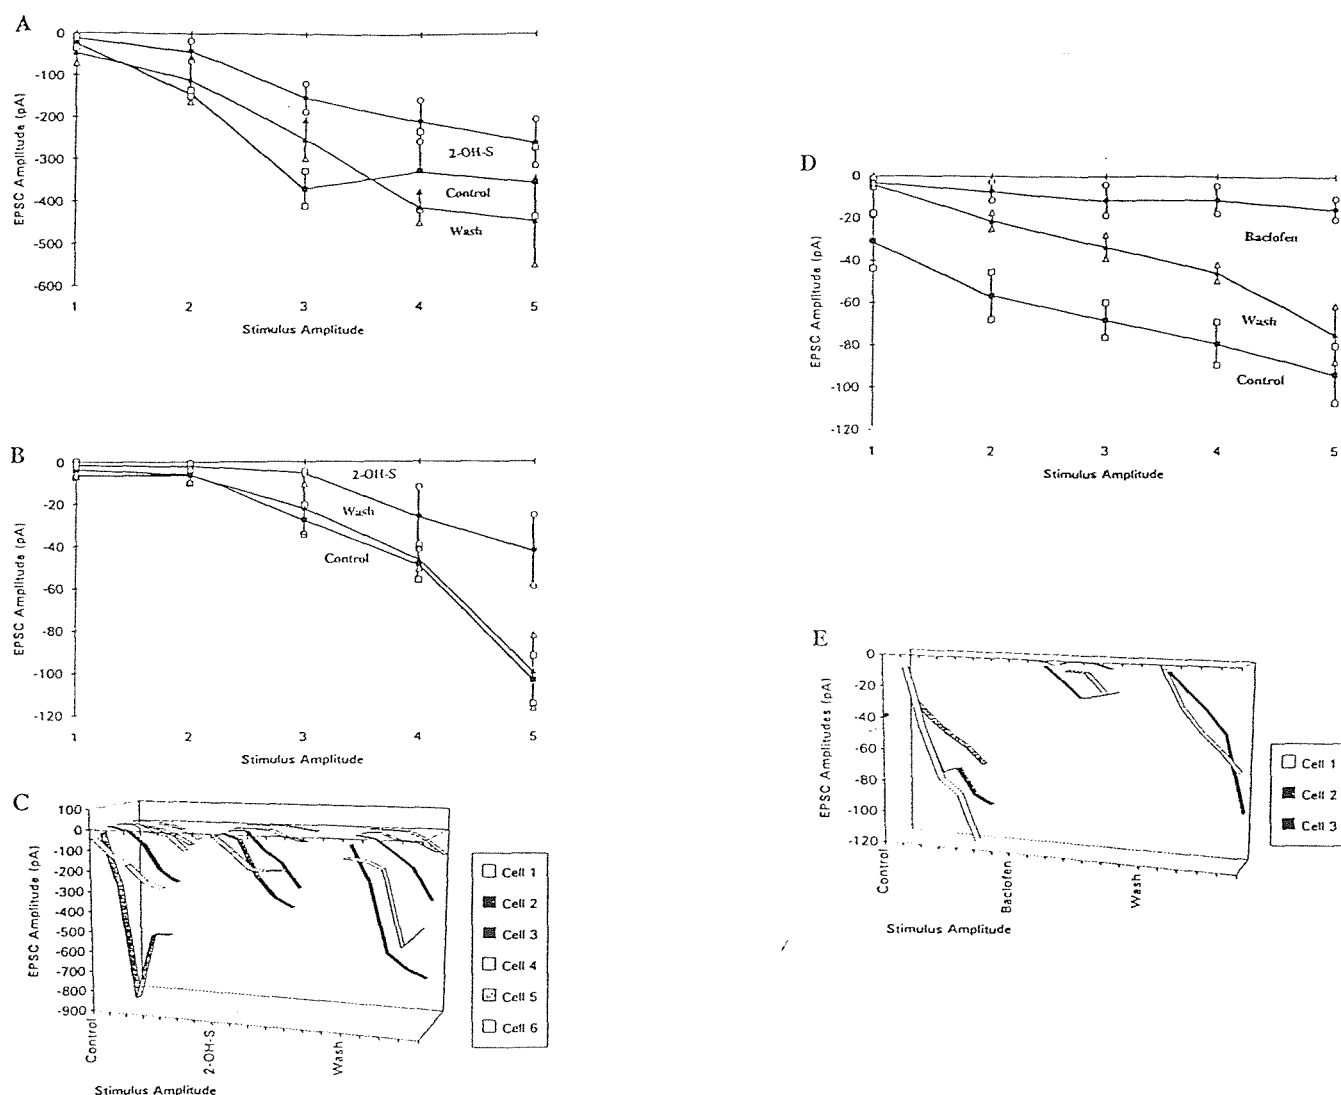 A
0
-100
-200
-300
-400
-500
-600
EPSC Amplitude (pA)
2-OH-S
Control
Wash
1 2 3 4 5
Stimulus Amplitude
B
0
-20
-40
-60
-80
-100
-120
EPSC Amplitude (pA)
2-OH-S
Wash
Control
1 2 3 4 5
Stimulus Amplitude
C
100
0
-100
-200
-300
-400
-500
-600
-700
-800
-900
EPSC Amplitude (pA)
Control
2-OH-S
Wash
Stimulus Amplitude
Cell 1
Cell 2
Cell 3
Cell 4
Cell 5
Cell 6
D
0
-20
-40
-60
-80
-100
-120
EPSC Amplitude (pA)
Baclofen
Wash
Control
1 2 3 4 5
Stimulus Amplitude
E
0
-20
-40
-60
-80
-100
-120
EPSC Amplitudes (pA)
Control
Baclofen
Wash
Stimulus Amplitude
Cell 1
Cell 2
Cell 3